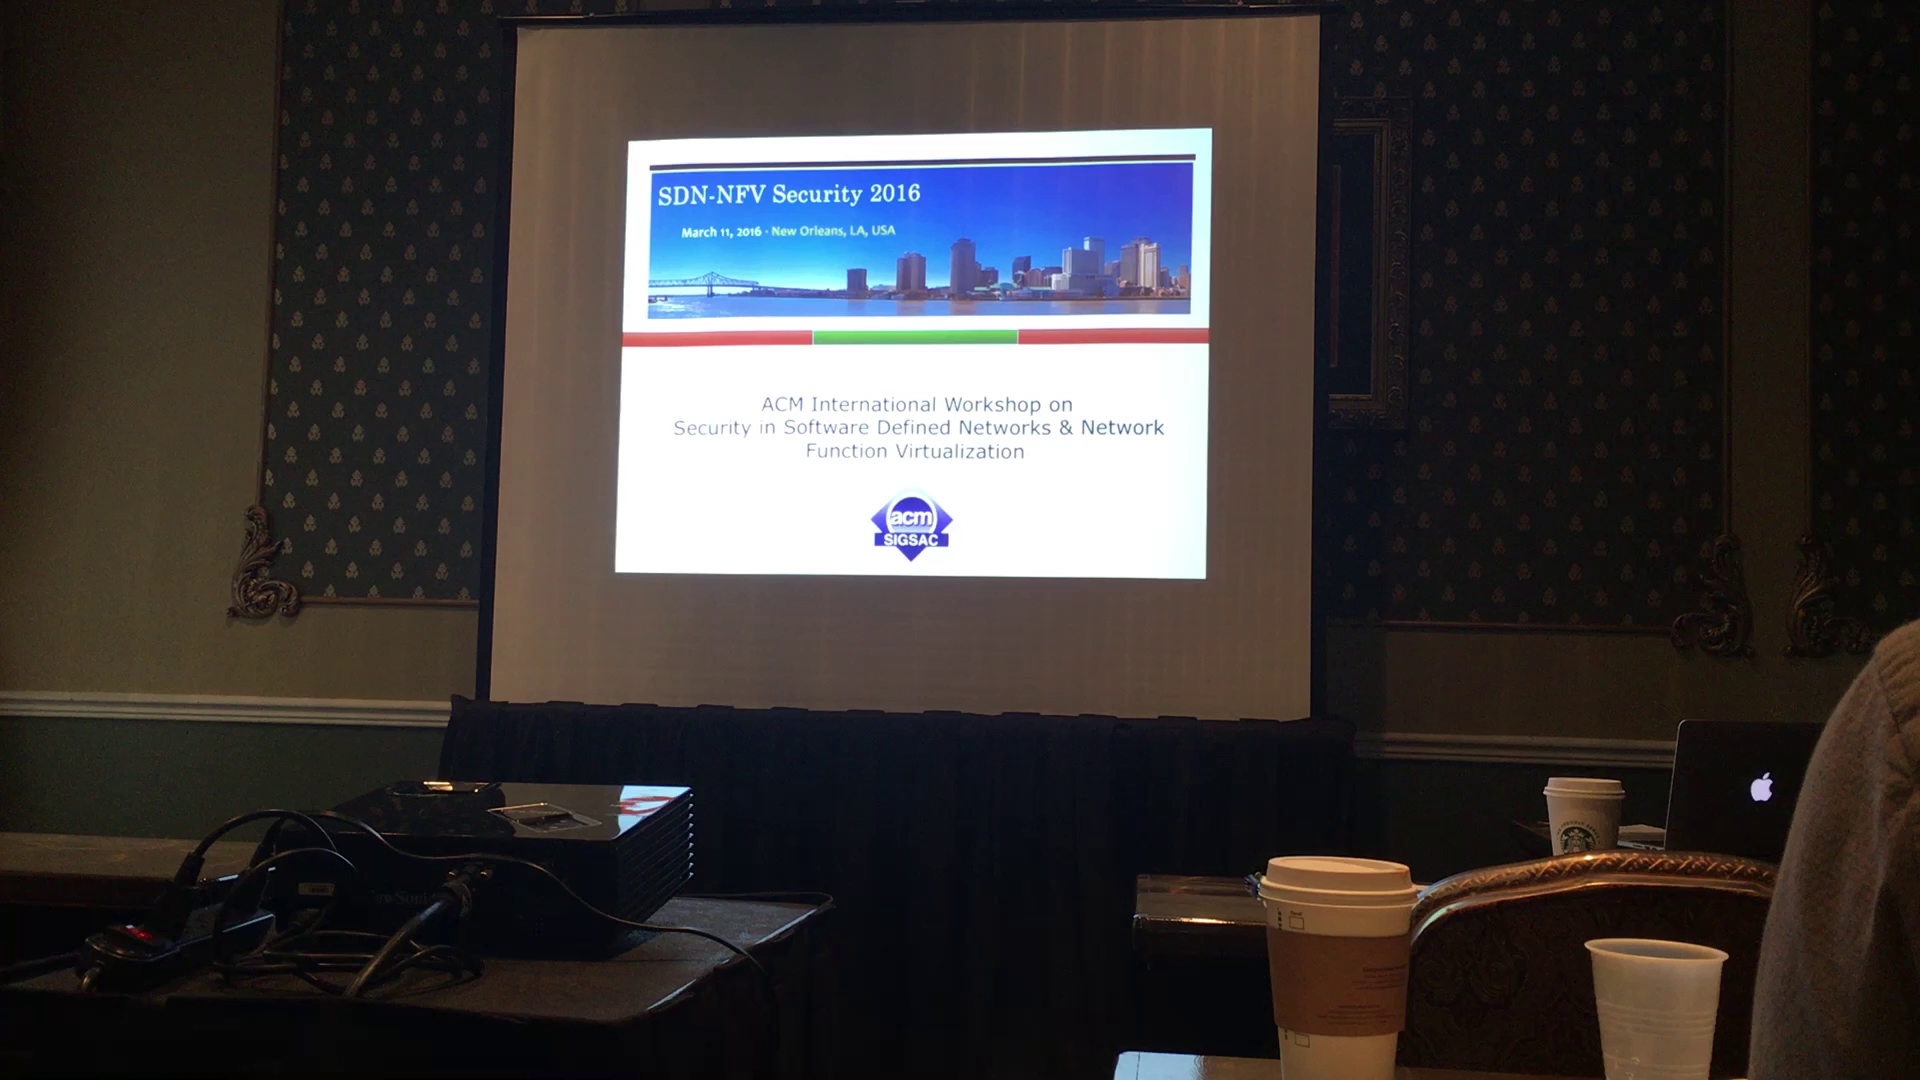 SDN-NFV Security 2016
March 11, 2016 · New Orleans, LA, USA
ACM International Workshop on
Security in Software Defined Networks & Network
Function Virtualization
acm
SIGSAC